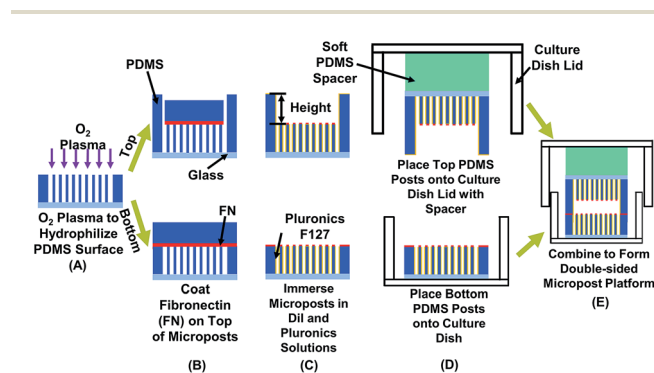 O2 Plasma
Top
Bottom
O2 Plasma to
Hydrophilize
PDMS Surface
(A)
PDMS
Glass
FN
Coat
Fibronectin
(FN) on Top
of Microposts
(B)
Height
Pluronics
F127
Immerse
Microposts in
DiI and
Pluronics
Solutions
(C)
Soft
PDMS
Spacer
Culture
Dish Lid
Place Top PDMS
Posts onto Culture
Dish Lid with
Spacer
Place Bottom
PDMS Posts
onto Culture
Dish
(D)
Combine to Form
Double-sided
Micropost Platform
(E)